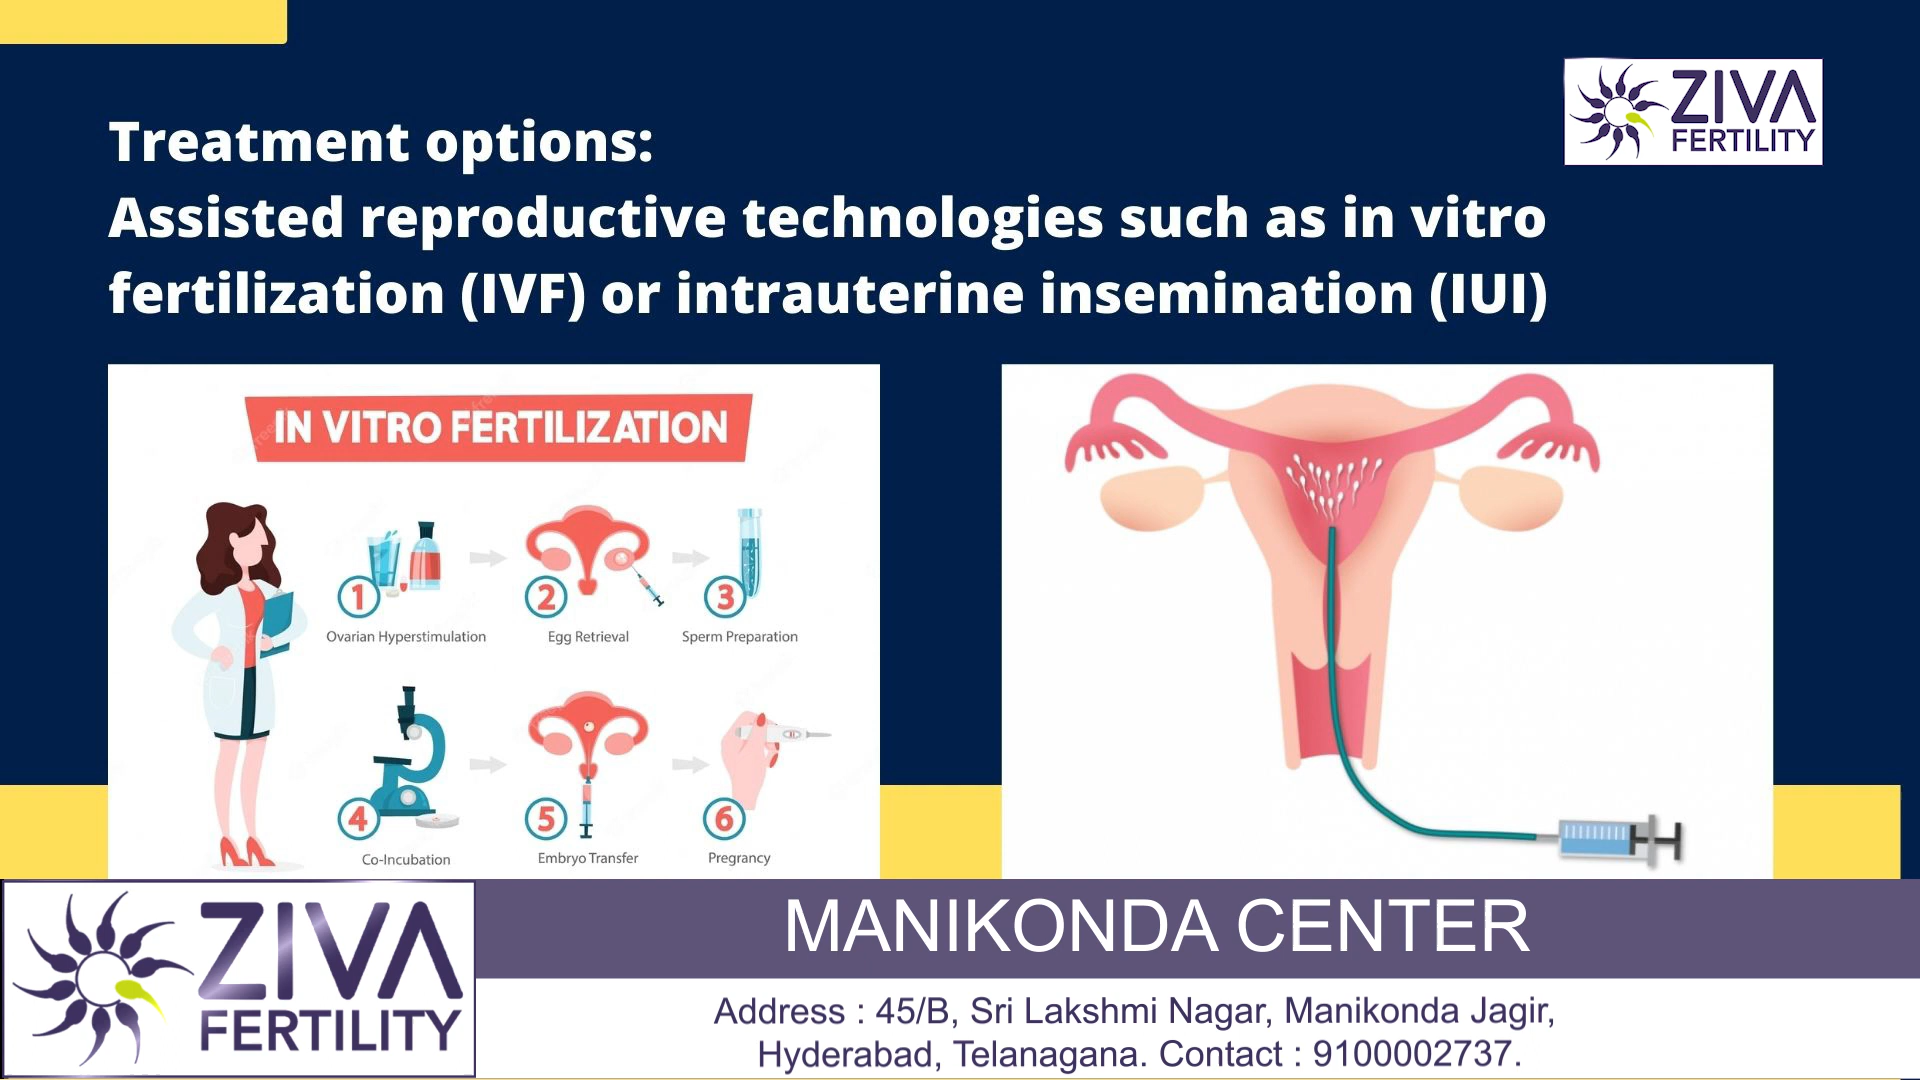 ZIVA
FERTILITY
Treatment options:
Assisted reproductive technologies such as in vitro
fertilization (IVF) or intrauterine insemination (IUI)
IN VITRO FERTILIZATION
1
Ovarian Hyperstimulation
2
Egg Retrieval
3
Sperm Preparation
4
Co-Incubation
5
Embryo Transfer
6
Pregrancy
ZIVA
FERTILITY
MANIKONDA CENTER
Address : 45/B, Sri Lakshmi Nagar, Manikonda Jagir,
Hyderabad, Telanagana. Contact : 9100002737.